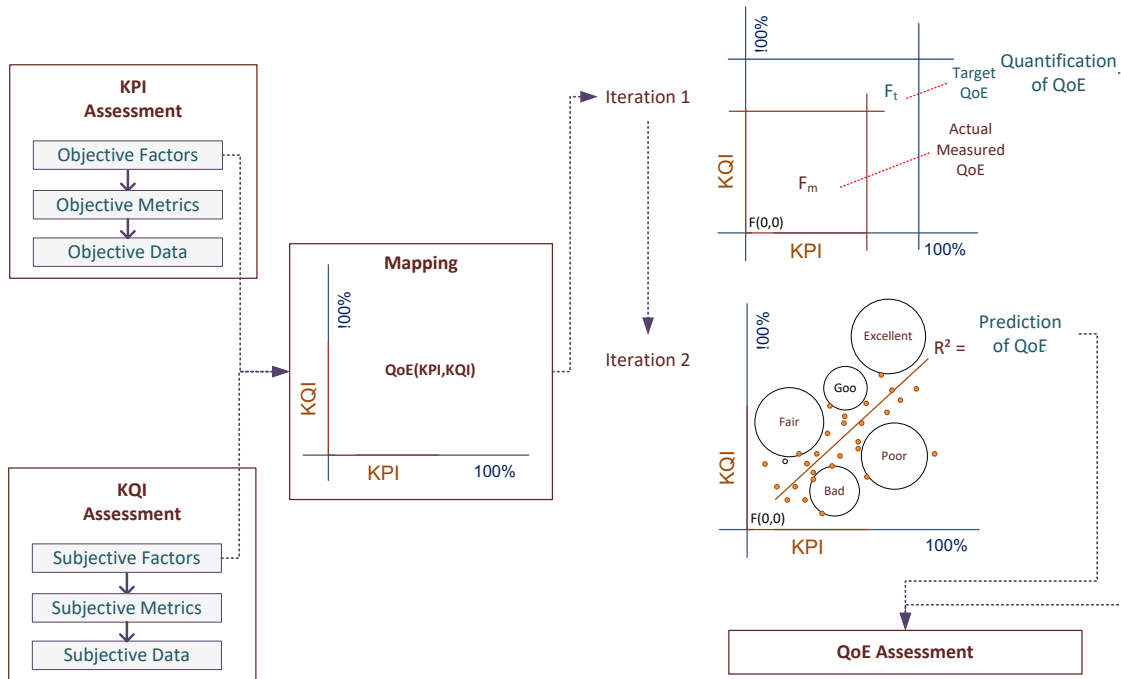 KPI
Assessment
Objective Factors
Objective Metrics
Objective Data
KQI
Assessment
Subjective Factors
Subjective Metrics
Subjective Data
Mapping
100%
QoE(KPI,KQI)
KQI
KPI
100%
Iteration 1
Iteration 2
100%
Quantification
of QoE
Target
QoE
Fₜ
Actual
Measured
QoE
Fₘ
KQI
F(0,0)
KPI
100%
100%
Prediction
of QoE
Excellent
R² =
Goo
Fair
Poor
Bad
KQI
F(0,0)
KPI
100%
QoE Assessment